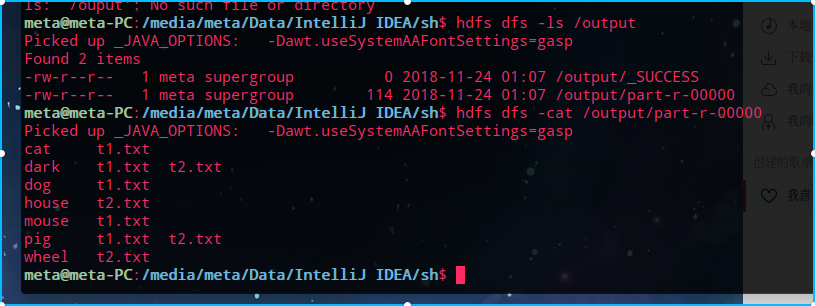 ls: `/ouput': No such file or directory
meta@meta-PC:/media/meta/Data/IntelliJ IDEA/sh$ hdfs dfs -ls /output
Picked up _JAVA_OPTIONS:   -Dawt.useSystemAAFontSettings=gasp
Found 2 items
-rw-r--r--   1 meta supergroup          0 2018-11-24 01:07 /output/_SUCCESS
-rw-r--r--   1 meta supergroup        114 2018-11-24 01:07 /output/part-r-00000
meta@meta-PC:/media/meta/Data/IntelliJ IDEA/sh$ hdfs dfs -cat /output/part-r-00000
Picked up _JAVA_OPTIONS:   -Dawt.useSystemAAFontSettings=gasp
cat     t1.txt
dark    t1.txt  t2.txt
dog     t1.txt
house   t2.txt
mouse   t1.txt
pig     t1.txt  t2.txt
wheel   t2.txt
meta@meta-PC:/media/meta/Data/IntelliJ IDEA/sh$
本地
下载
我的
我的
创建的歌单
我喜